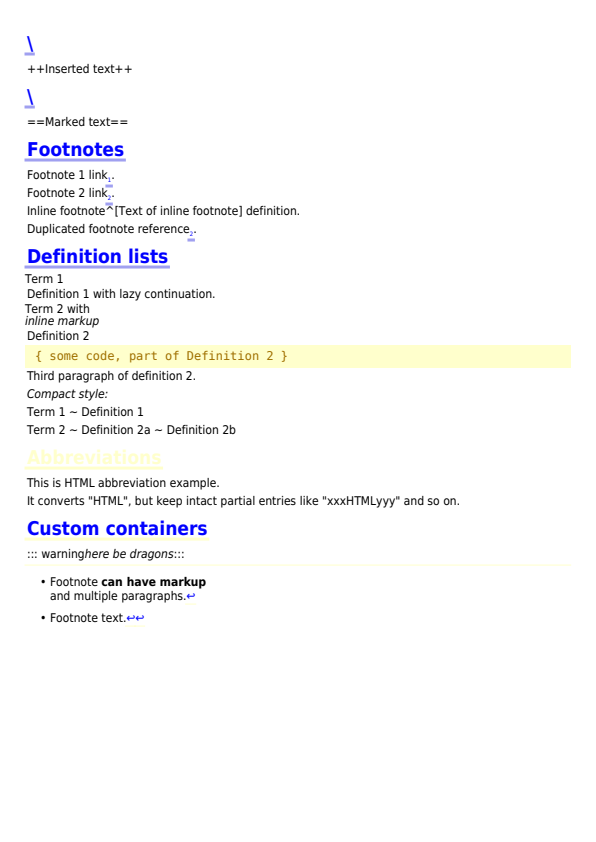 \
++Inserted text++
\
==Marked text==
Footnotes
Footnote 1 link1.
Footnote 2 link2.
Inline footnote^[Text of inline footnote] definition.
Duplicated footnote reference2.
Definition lists
Term 1
Definition 1 with lazy continuation.
Term 2 with
inline markup
Definition 2
{ some code, part of Definition 2 }
Third paragraph of definition 2.
Compact style:
Term 1 ~ Definition 1
Term 2 ~ Definition 2a ~ Definition 2b
Abbreviations
This is HTML abbreviation example.
It converts "HTML", but keep intact partial entries like "xxxHTMLyyy" and so on.
Custom containers
::: warninghere be dragons:::
• Footnote can have markup
and multiple paragraphs.↩
• Footnote text.↩↩